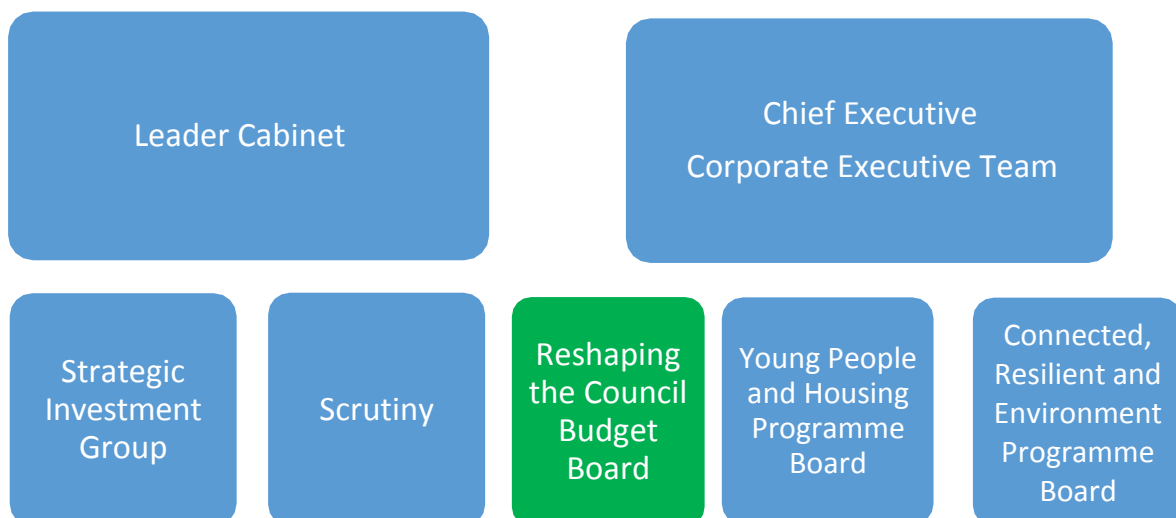 Leader Cabinet
Chief Executive
Corporate Executive Team
Strategic
Investment
Group
Scrutiny
Reshaping
the Council
Budget
Board
Young People
and Housing
Programme
Board
Connected,
Resilient and
Environment
Programme
Board